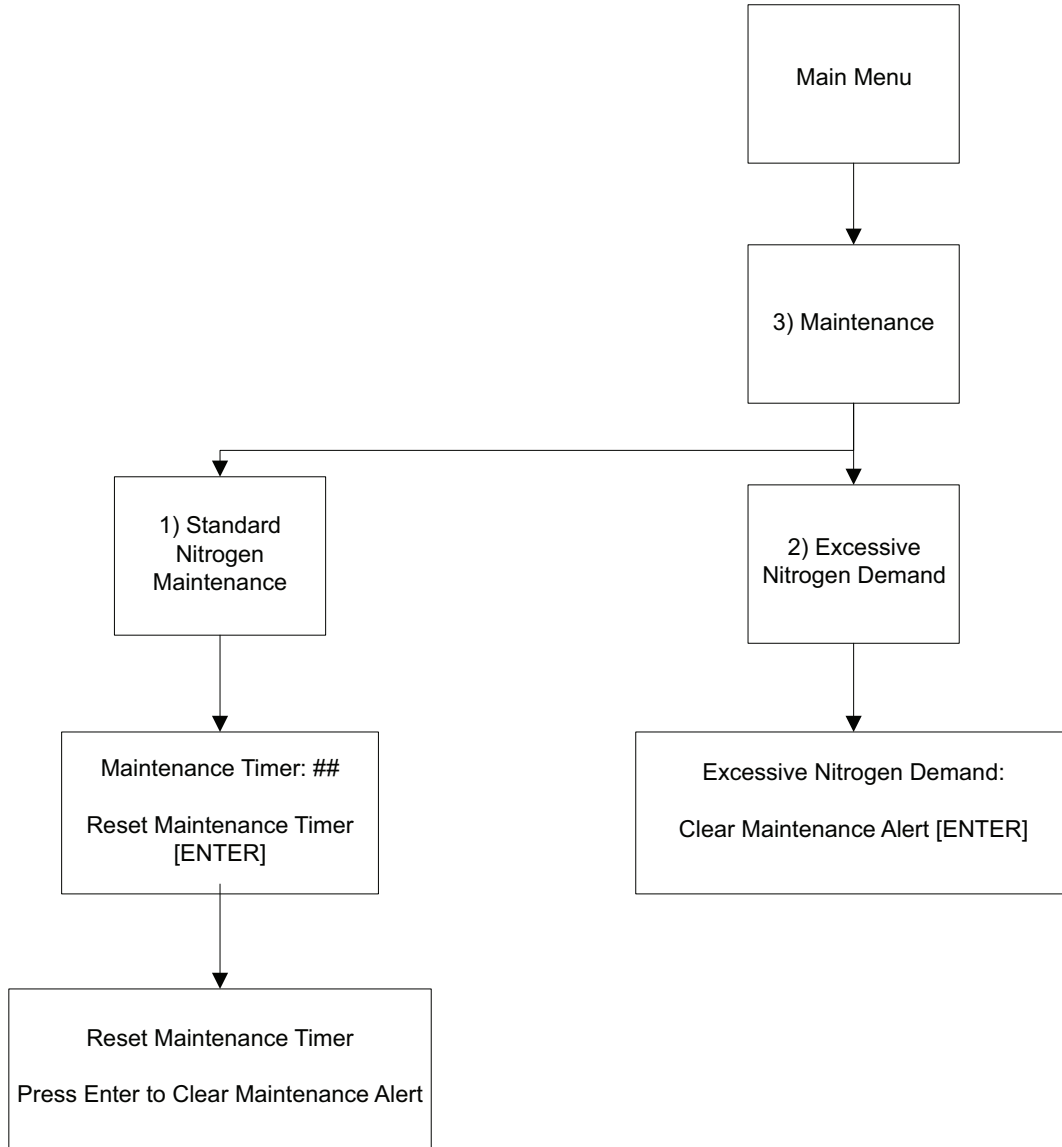 Main Menu
3) Maintenance
1) Standard
Nitrogen
Maintenance
2) Excessive
Nitrogen Demand
Maintenance Timer: ##
Reset Maintenance Timer
[ENTER]
Excessive Nitrogen Demand:
Clear Maintenance Alert [ENTER]
Reset Maintenance Timer
Press Enter to Clear Maintenance Alert